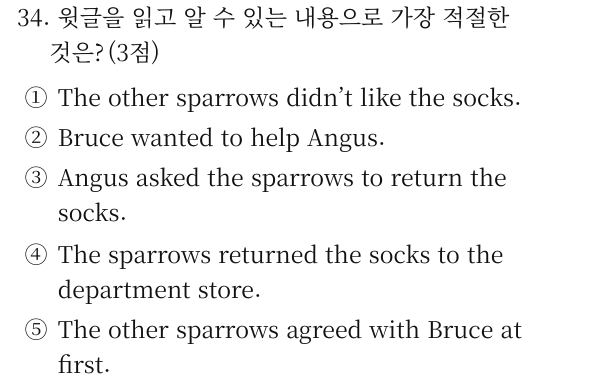 34. 윗글을 읽고 알 수 있는 내용으로 가장 적절한
것은? (3점)
① The other sparrows didn’t like the socks.
② Bruce wanted to help Angus.
③ Angus asked the sparrows to return the
socks.
④ The sparrows returned the socks to the
department store.
⑤ The other sparrows agreed with Bruce at
first.